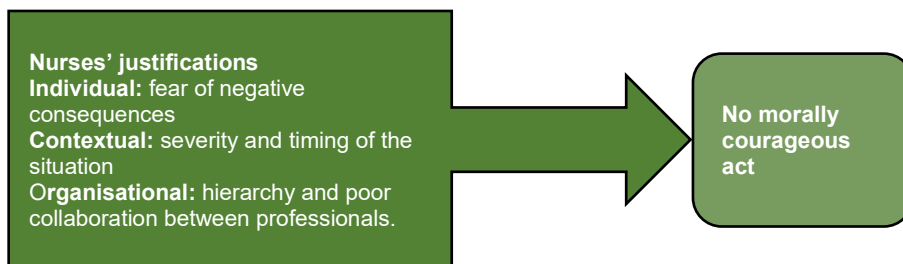 Nurses’ justifications
Individual: fear of negative
consequences
Contextual: severity and timing of the
situation
Organisational: hierarchy and poor
collaboration between professionals.
No morally
courageous
act